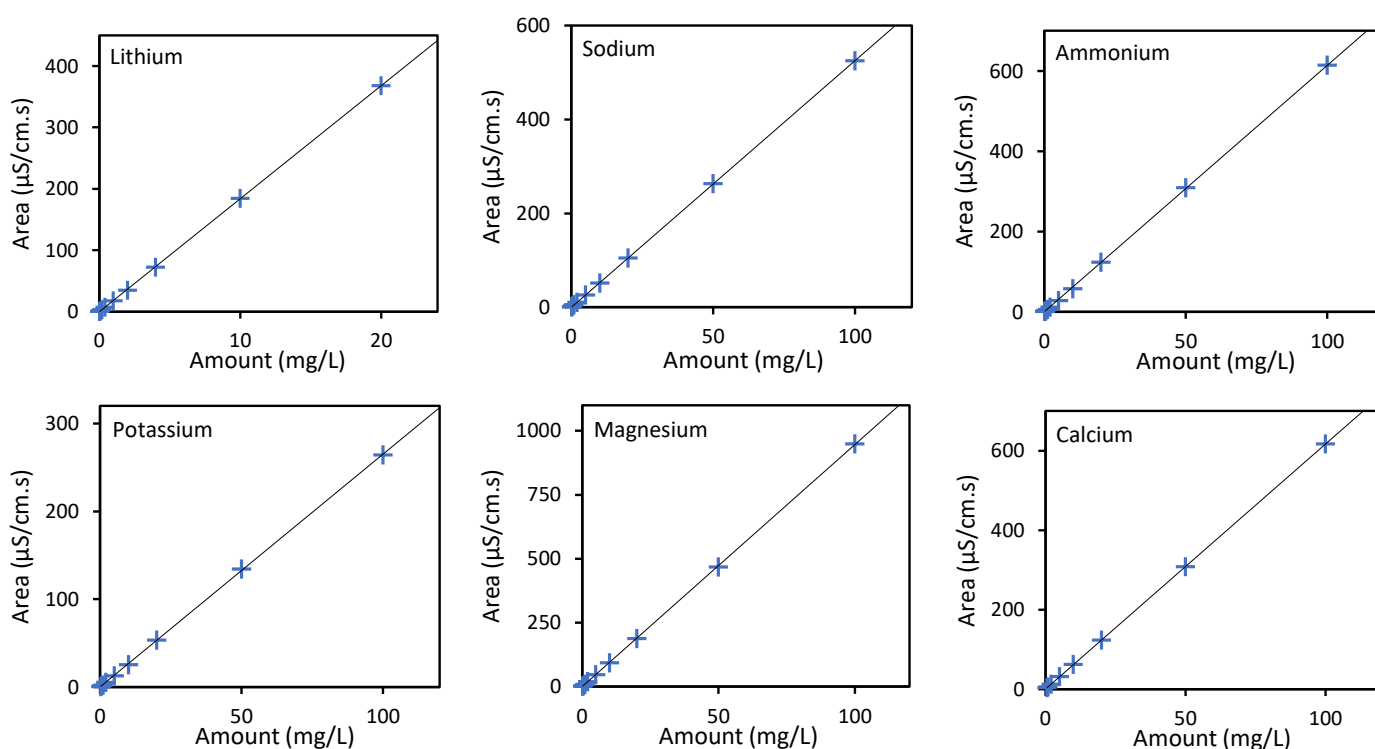 Lithium
Area (µS/cm.s)
400
300
200
100
0
0 10 20
Amount (mg/L)
Sodium
Area (µS/cm.s)
600
400
200
0
0 50 100
Amount (mg/L)
Ammonium
Area (µS/cm.s)
600
400
200
0
0 50 100
Amount (mg/L)
Potassium
Area (µS/cm.s)
300
200
100
0
0 50 100
Amount (mg/L)
Magnesium
Area (µS/cm.s)
1000
750
500
250
0
0 50 100
Amount (mg/L)
Calcium
Area (µS/cm.s)
600
400
200
0
0 50 100
Amount (mg/L)